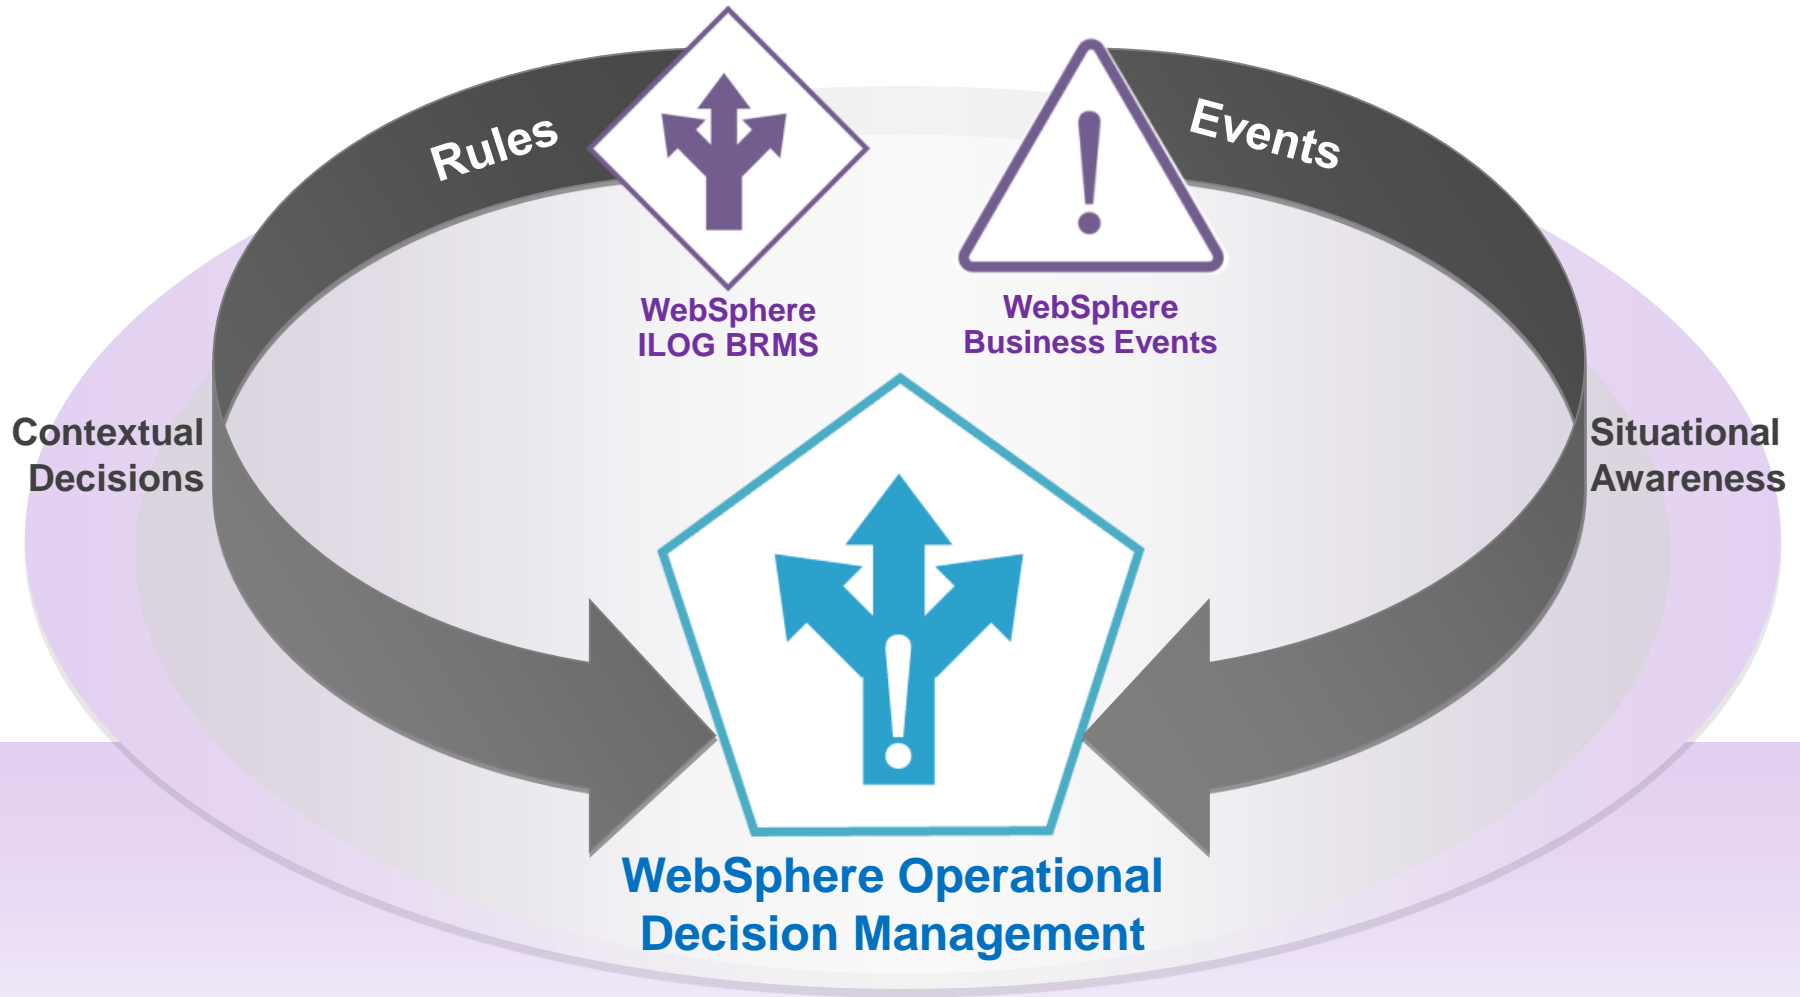 Rules
Events
WebSphere
ILOG BRMS
WebSphere
Business Events
Contextual
Decisions
Situational
Awareness
WebSphere Operational
Decision Management